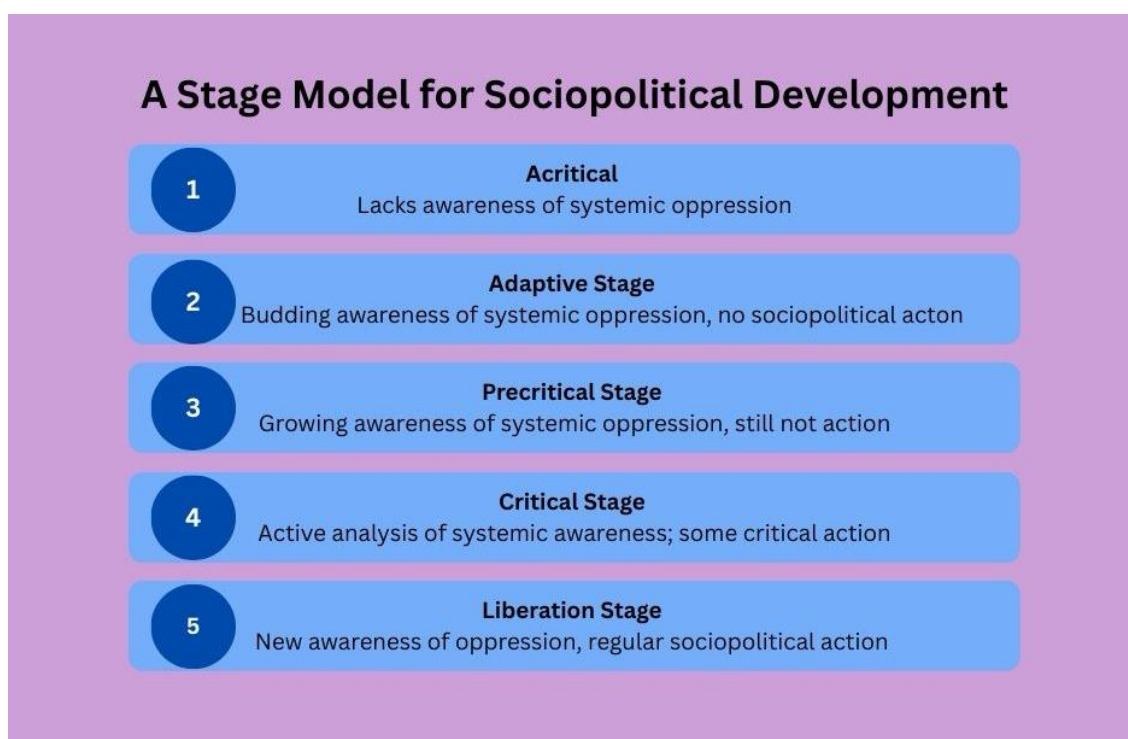 A Stage Model for Sociopolitical Development
1
Acritical
Lacks awareness of systemic oppression
2
Adaptive Stage
Budding awareness of systemic oppression, no sociopolitical acton
3
Precritical Stage
Growing awareness of systemic oppression, still not action
4
Critical Stage
Active analysis of systemic awareness; some critical action
5
Liberation Stage
New awareness of oppression, regular sociopolitical action